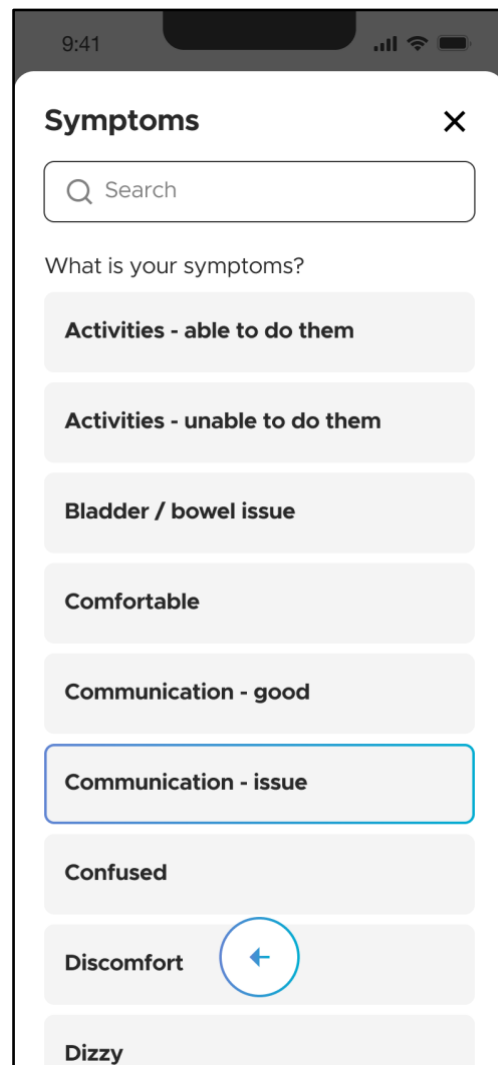 9:41
Symptoms
Search
What is your symptoms?
Activities - able to do them
Activities - unable to do them
Bladder / bowel issue
Comfortable
Communication - good
Communication - issue
Confused
Discomfort
Dizzy